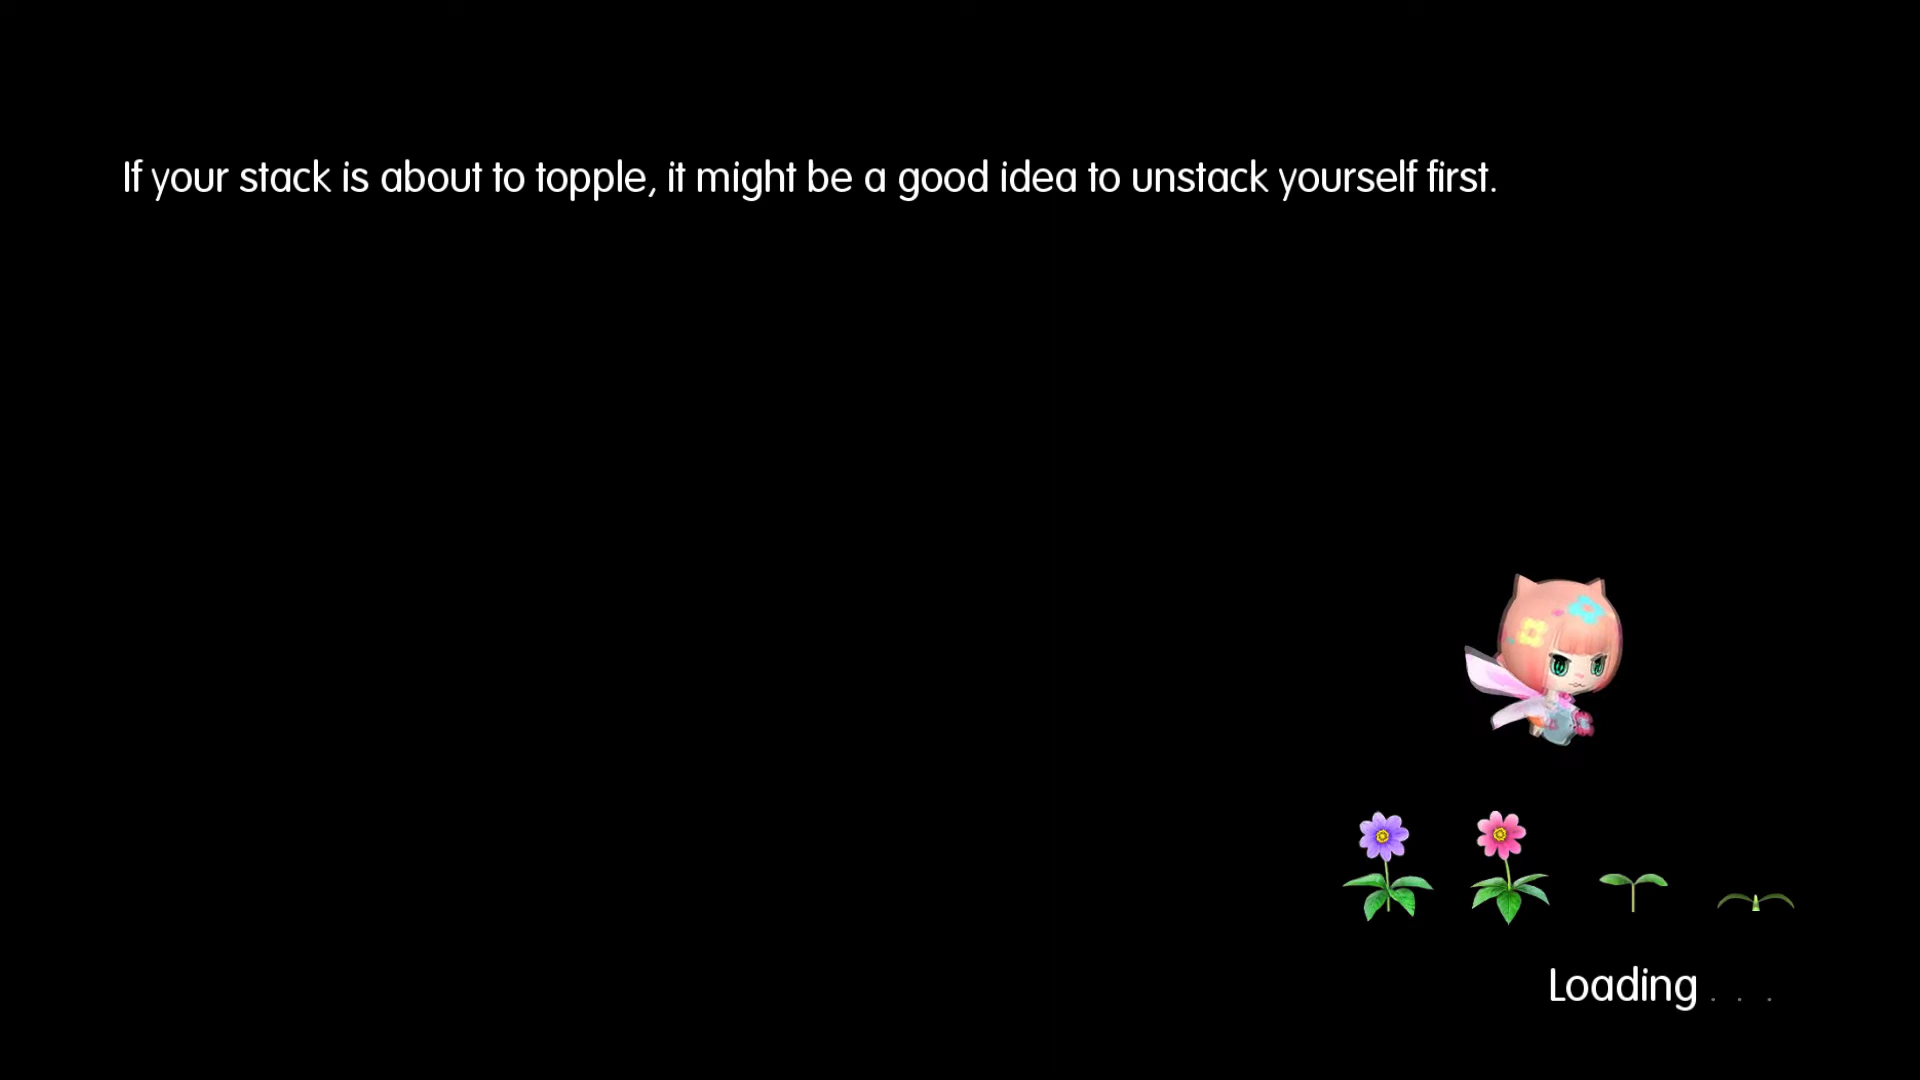 If your stack is about to topple, it might be a good idea to unstack yourself first.
Loading . . .